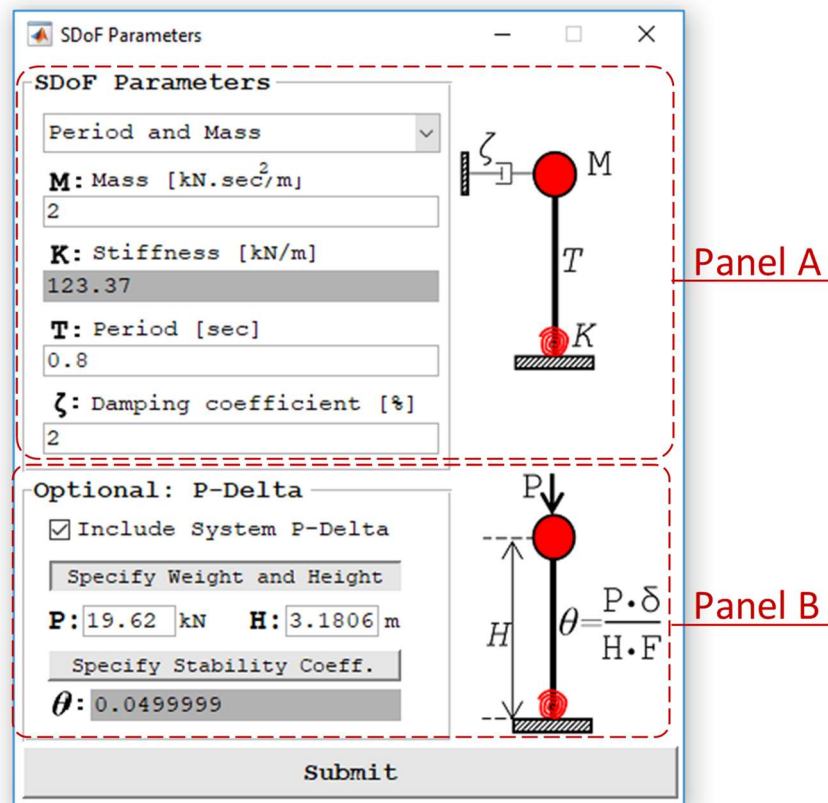 SDoF Parameters
SDoF Parameters
Period and Mass
M: Mass [kN.sec²/m]
2
K: Stiffness [kN/m]
123.37
T: Period [sec]
0.8
ζ: Damping coefficient [%]
2
ζ
M
T
K
Panel A
Optional: P-Delta
Include System P-Delta
Specify Weight and Height
P: 19.62 kN H: 3.1806 m
Specify Stability Coeff.
θ: 0.0499999
P
H
θ=P·δ/H·F
Panel B
Submit